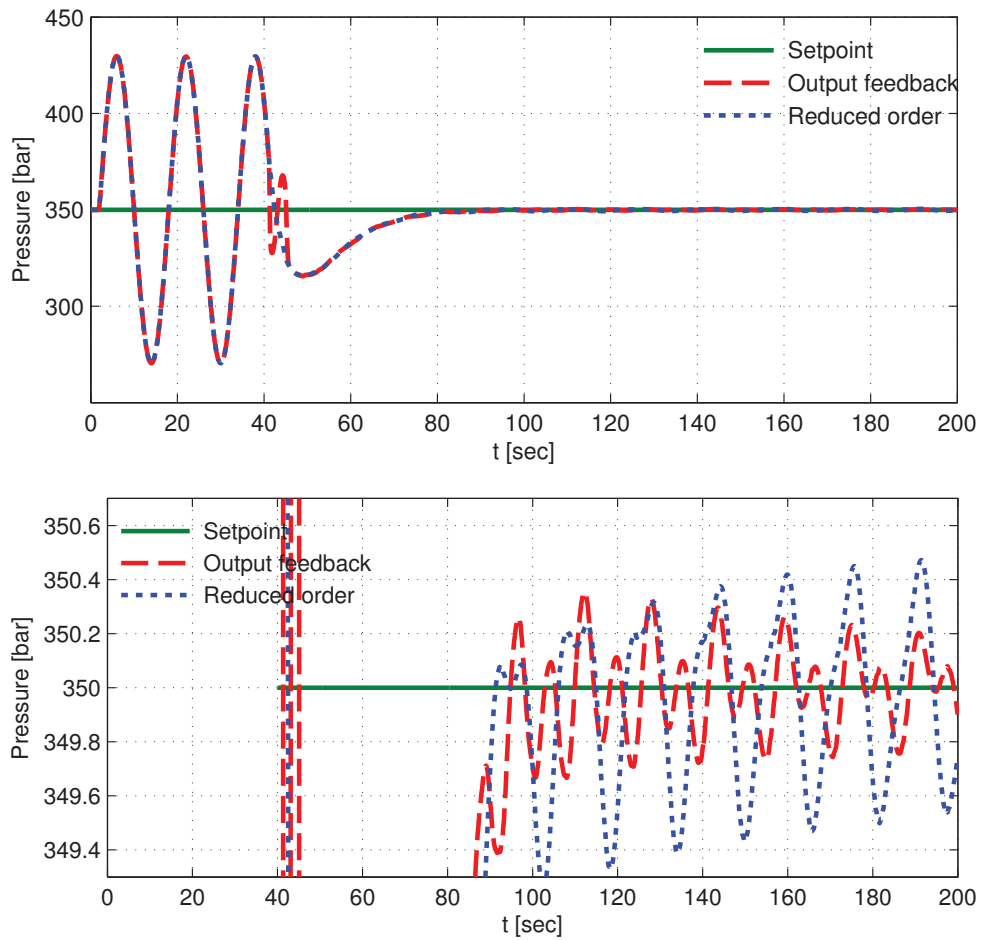 450
400
350
300
Pressure [bar]
Setpoint
Output feedback
Reduced order
0 20 40 60 80 100 120 140 160 180 200
t [sec]
350.6
350.4
350.2
350
349.8
349.6
349.4
Pressure [bar]
Setpoint
Output feedback
Reduced order
0 20 40 60 80 100 120 140 160 180 200
t [sec]